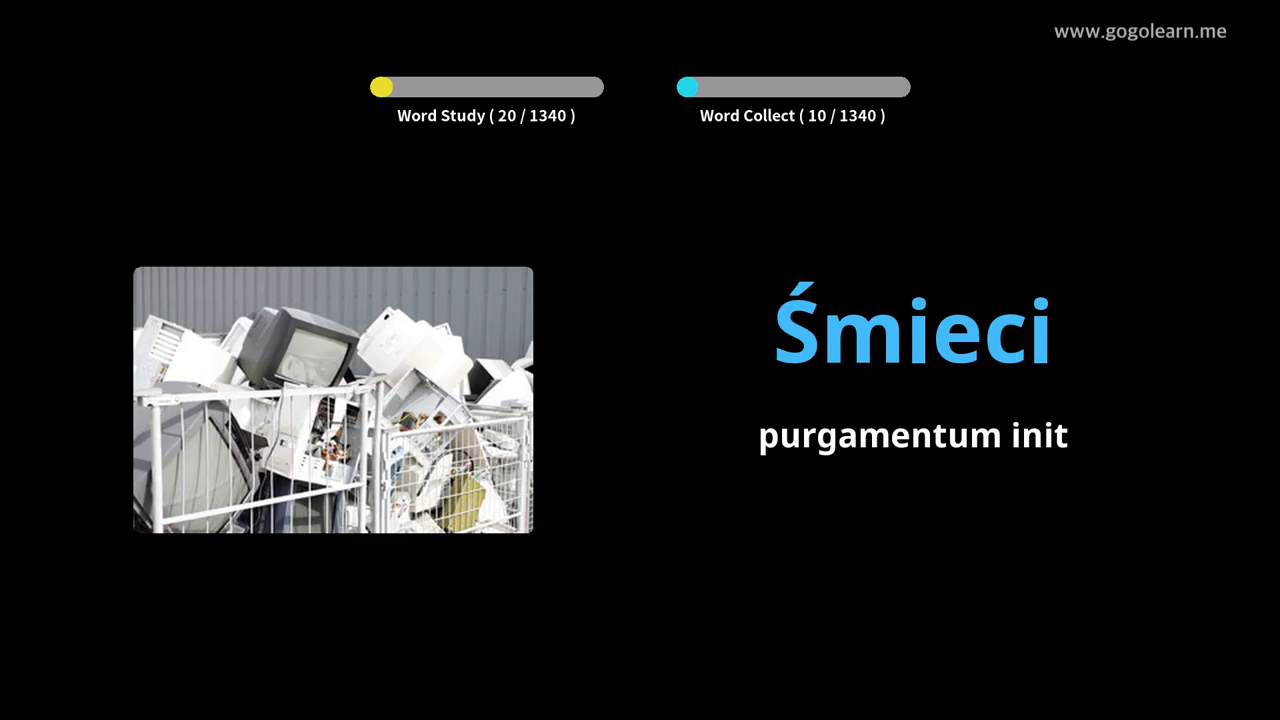 www.gogolearn.me
Word Study ( 20 / 1340 )
Word Collect ( 10 / 1340 )
Śmieci
purgamentum init